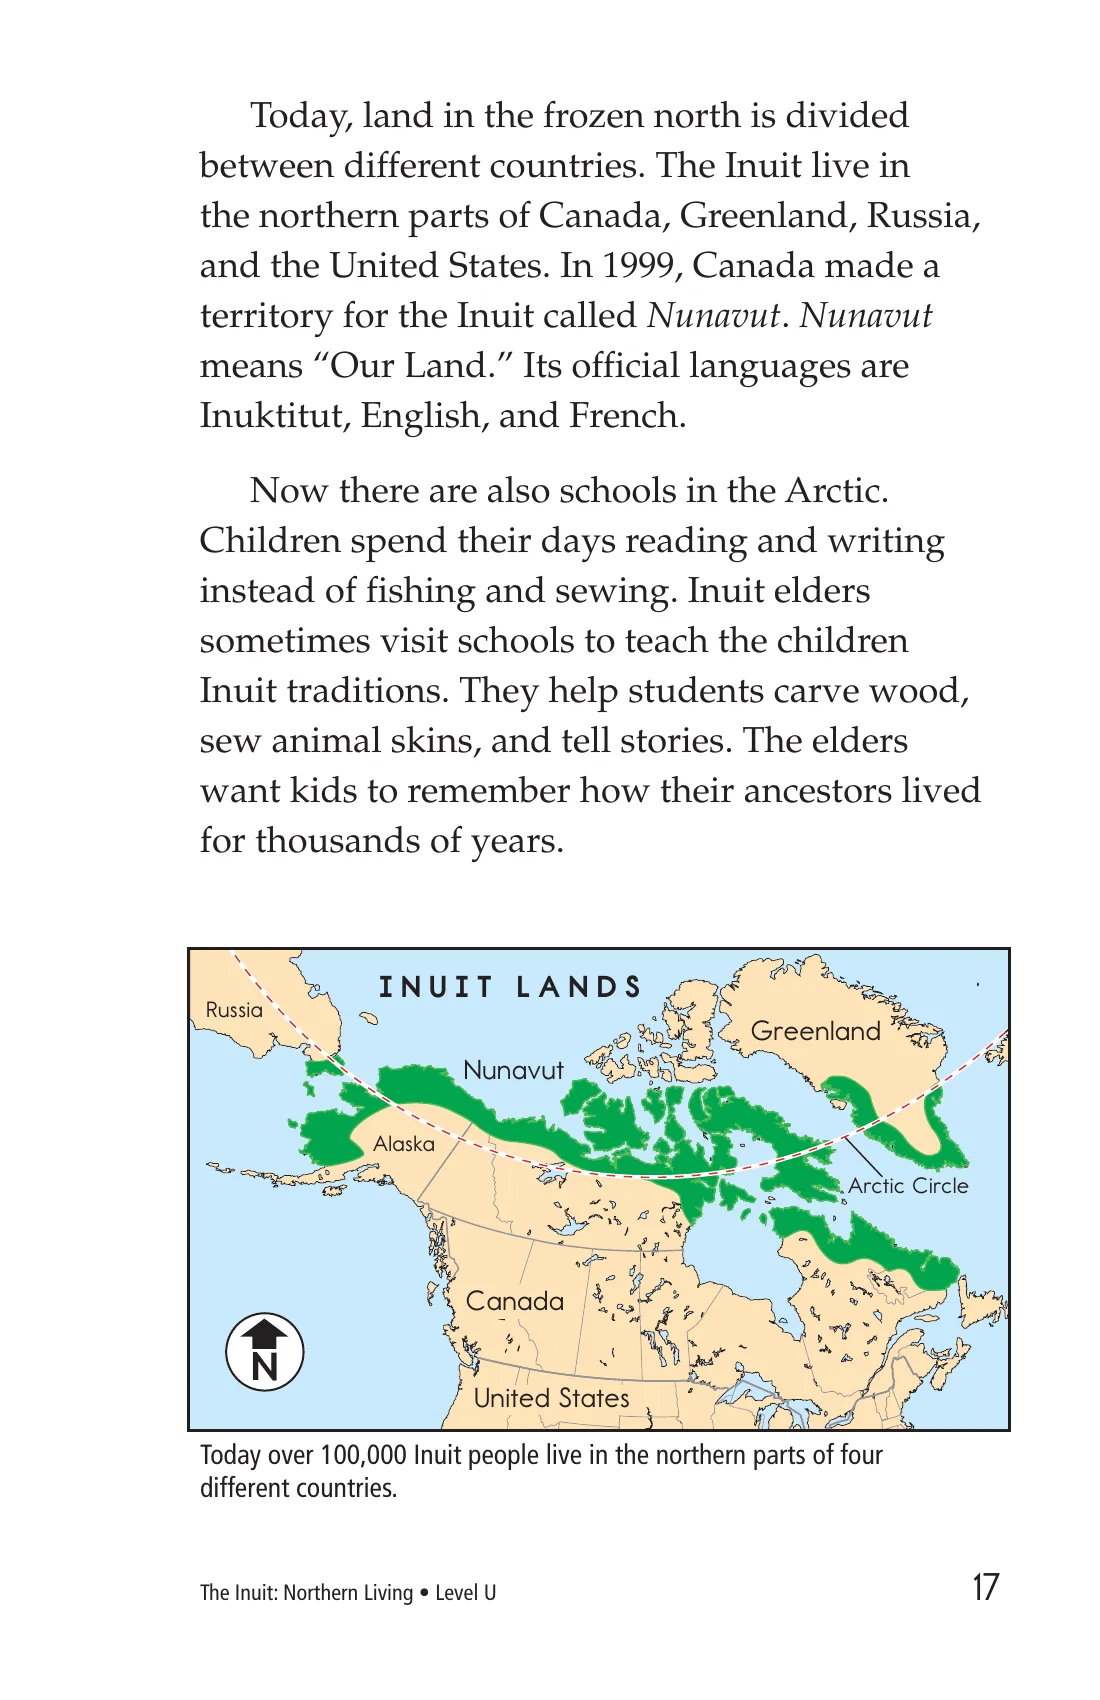 Today, land in the frozen north is divided
between different countries. The Inuit live in
the northern parts of Canada, Greenland, Russia,
and the United States. In 1999, Canada made a
territory for the Inuit called Nunavut. Nunavut
means “Our Land.” Its official languages are
Inuktitut, English, and French.
Now there are also schools in the Arctic.
Children spend their days reading and writing
instead of fishing and sewing. Inuit elders
sometimes visit schools to teach the children
Inuit traditions. They help students carve wood,
sew animal skins, and tell stories. The elders
want kids to remember how their ancestors lived
for thousands of years.
INUIT LANDS
Russia
Greenland
Nunavut
Alaska
Arctic Circle
Canada
N
United States
Today over 100,000 Inuit people live in the northern parts of four
different countries.
The Inuit: Northern Living • Level U
17